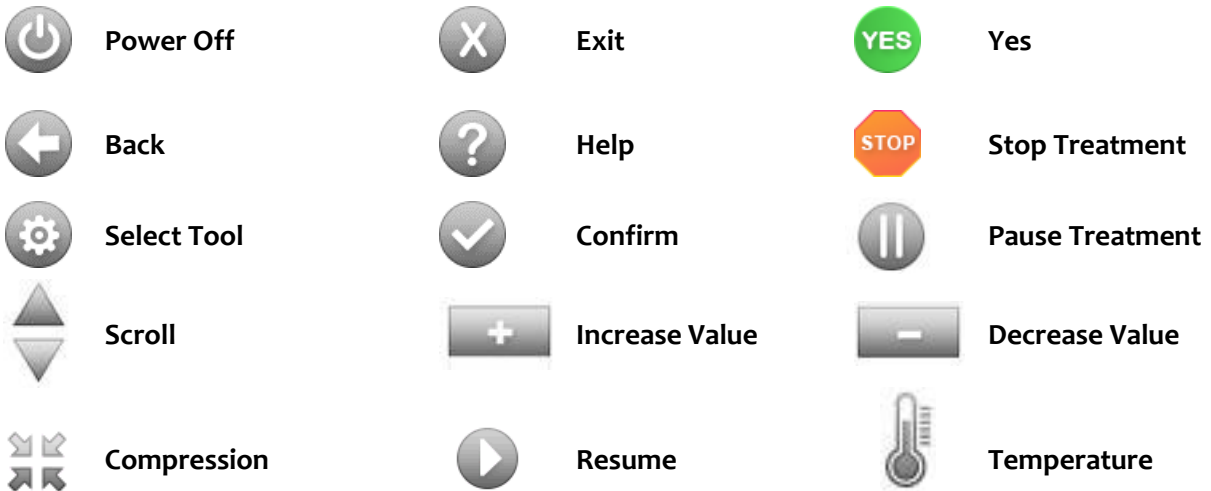 Power Off Exit YES Yes
Back ? Help STOP Stop Treatment
Select Tool Confirm Pause Treatment
Scroll + Increase Value - Decrease Value
Compression Resume Temperature